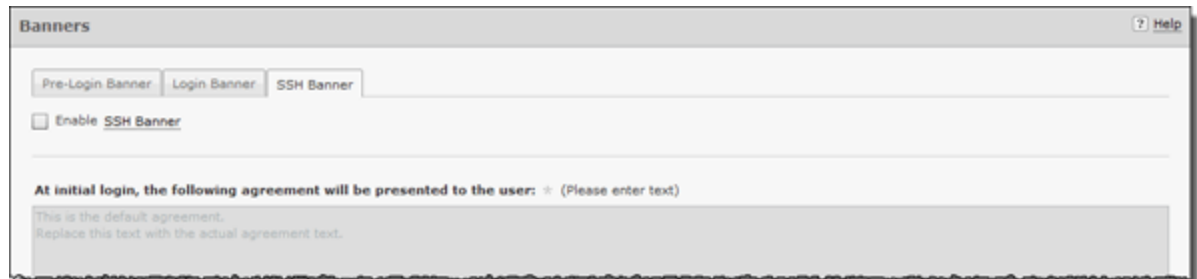 Banners
? Help
Pre-Login Banner Login Banner SSH Banner
Enable SSH Banner
At initial login, the following agreement will be presented to the user: * (Please enter text)
This is the default agreement.
Replace this text with the actual agreement text.